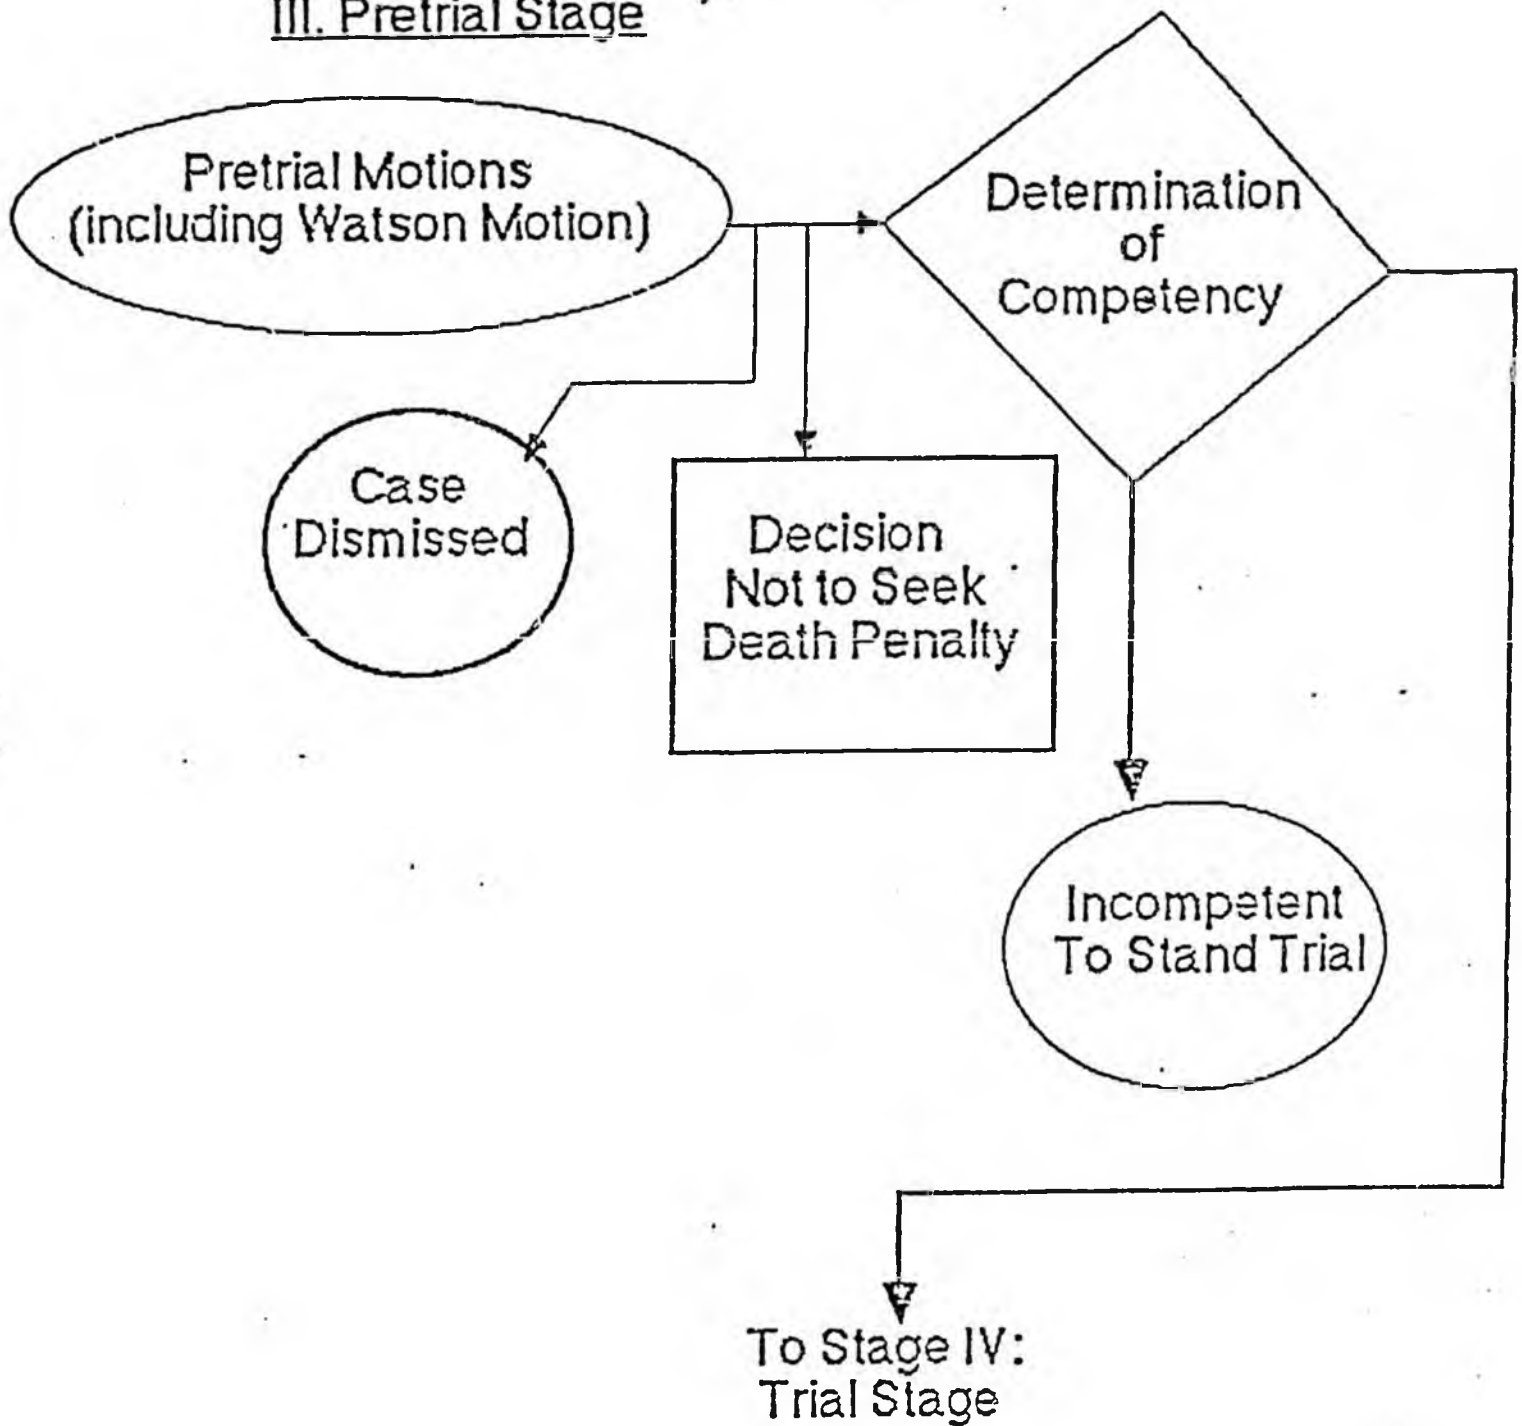 III. Pretrial Stage
Pretrial Motions
(including Watson Motion)
Determination
of
Competency
Case
Dismissed
Decision
Not to Seek
Death Penalty
Incompetent
To Stand Trial
To Stage IV:
Trial Stage